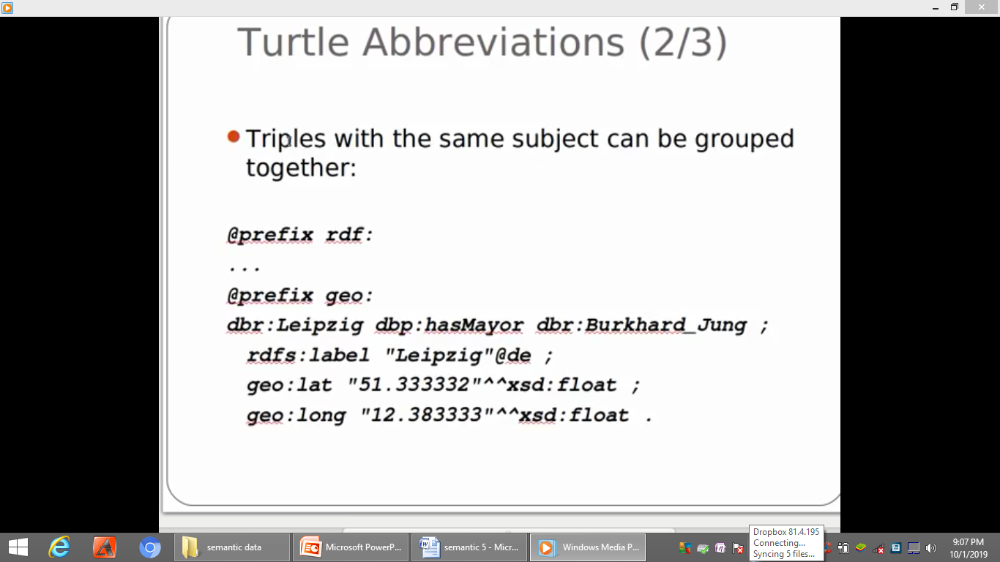 Turtle Abbreviations (2/3)
Triples with the same subject can be grouped
together:
@prefix rdf:
...
@prefix geo:
dbr:Leipzig dbp:hasMayor dbr:Burkhard_Jung ;
rdfs:label "Leipzig"@de ;
geo:lat "51.333332"^^xsd:float ;
geo:long "12.383333"^^xsd:float .
Dropbox 81.4.195
Connecting...
Syncing 5 files...
semantic data
Microsoft PowerP...
semantic 5 - Micr...
Windows Media P...
9:07 PM
10/1/2019